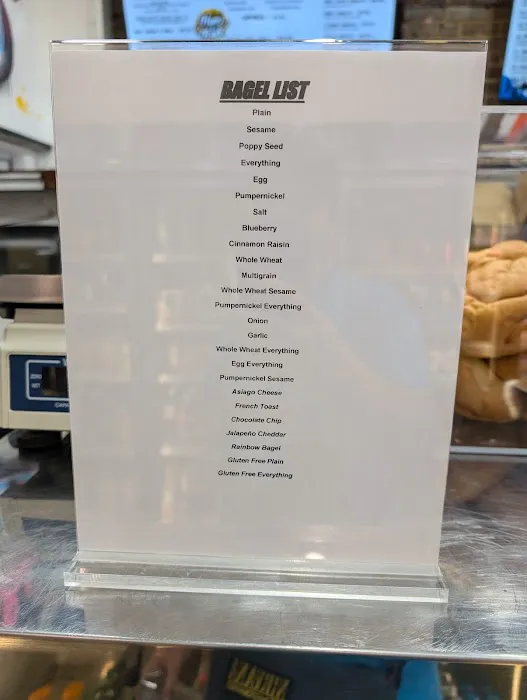 BAGEL LIST
Plain
Sesame
Poppy Seed
Everything
Egg
Pumpernickel
Salt
Blueberry
Cinnamon Raisin
Whole Wheat
Multigrain
Whole Wheat Sesame
Pumpernickel Everything
Onion
Garlic
Whole Wheat Everything
Egg Everything
Pumpernickel Sesame
Asiago Cheese
French Toast
Chocolate Chip
Jalapeño Cheddar
Rainbow Bagel
Gluten Free Plain
Gluten Free Everything
ZERO
NET